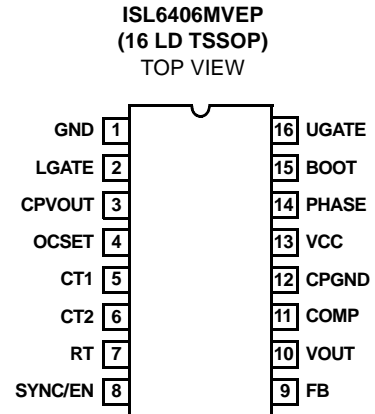 ISL6406MVEP
(16 LD TSSOP)
TOP VIEW
GND 1 16 UGATE
LGATE 2 15 BOOT
CPVOUT 3 14 PHASE
OCSET 4 13 VCC
CT1 5 12 CPGND
CT2 6 11 COMP
RT 7 10 VOUT
SYNC/EN 8 9 FB